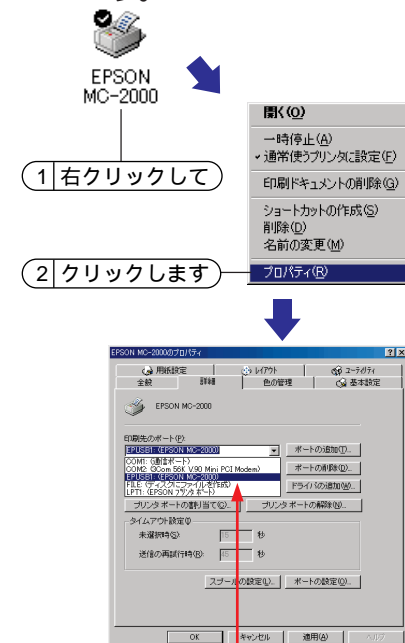 EPSON
MC-2000
1 右クリックして
開く(O)
一時停止(A)
通常使うプリンタに設定(F)
印刷ドキュメントの削除(G)
ショートカットの作成(S)
削除(D)
名前の変更(M)
2 クリックします
プロパティ(R)
EPSON MC-2000のプロパティ
用紙設定 レイアウト ユーティリティ
全般 詳細 色の管理 基本設定
EPSON MC-2000
印刷先のポート(P):
EPUSB1: (EPSON MC-2000)
ポートの追加(T)...
COM1: (通信ポート)
COM2: (3Com 56K V.90 Mini PCI Modem)
ポートの削除(D)...
EPUSB1: (EPSON MC-2000)
FILE: (ディスクにファイルを作成)
ドライバの追加(W)...
LPT1: (EPSON プリンタ ポート)
プリンタ ポートの割り当て(C)... プリンタ ポートの解除(N)...
タイムアウト設定
未選択時(S): 15 秒
送信の再試行時(R): 45 秒
スプールの設定(L)... ポートの設定(O)...
OK キャンセル 適用(A) ヘルプ